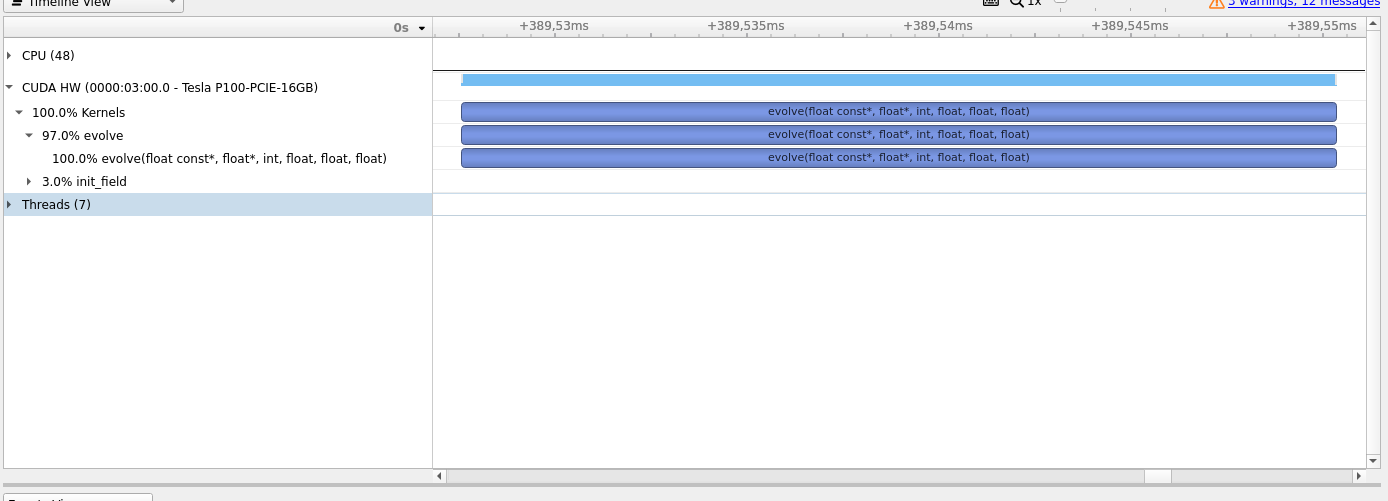 Timeline View
1x
3 warnings, 12 messages
0s
+389,53ms
+389,535ms
+389,54ms
+389,545ms
+389,55ms
CPU (48)
CUDA HW (0000:03:00.0 - Tesla P100-PCIE-16GB)
100.0% Kernels
evolve(float const*, float*, int, float, float, float)
97.0% evolve
evolve(float const*, float*, int, float, float, float)
100.0% evolve(float const*, float*, int, float, float, float)
evolve(float const*, float*, int, float, float, float)
3.0% init_field
Threads (7)